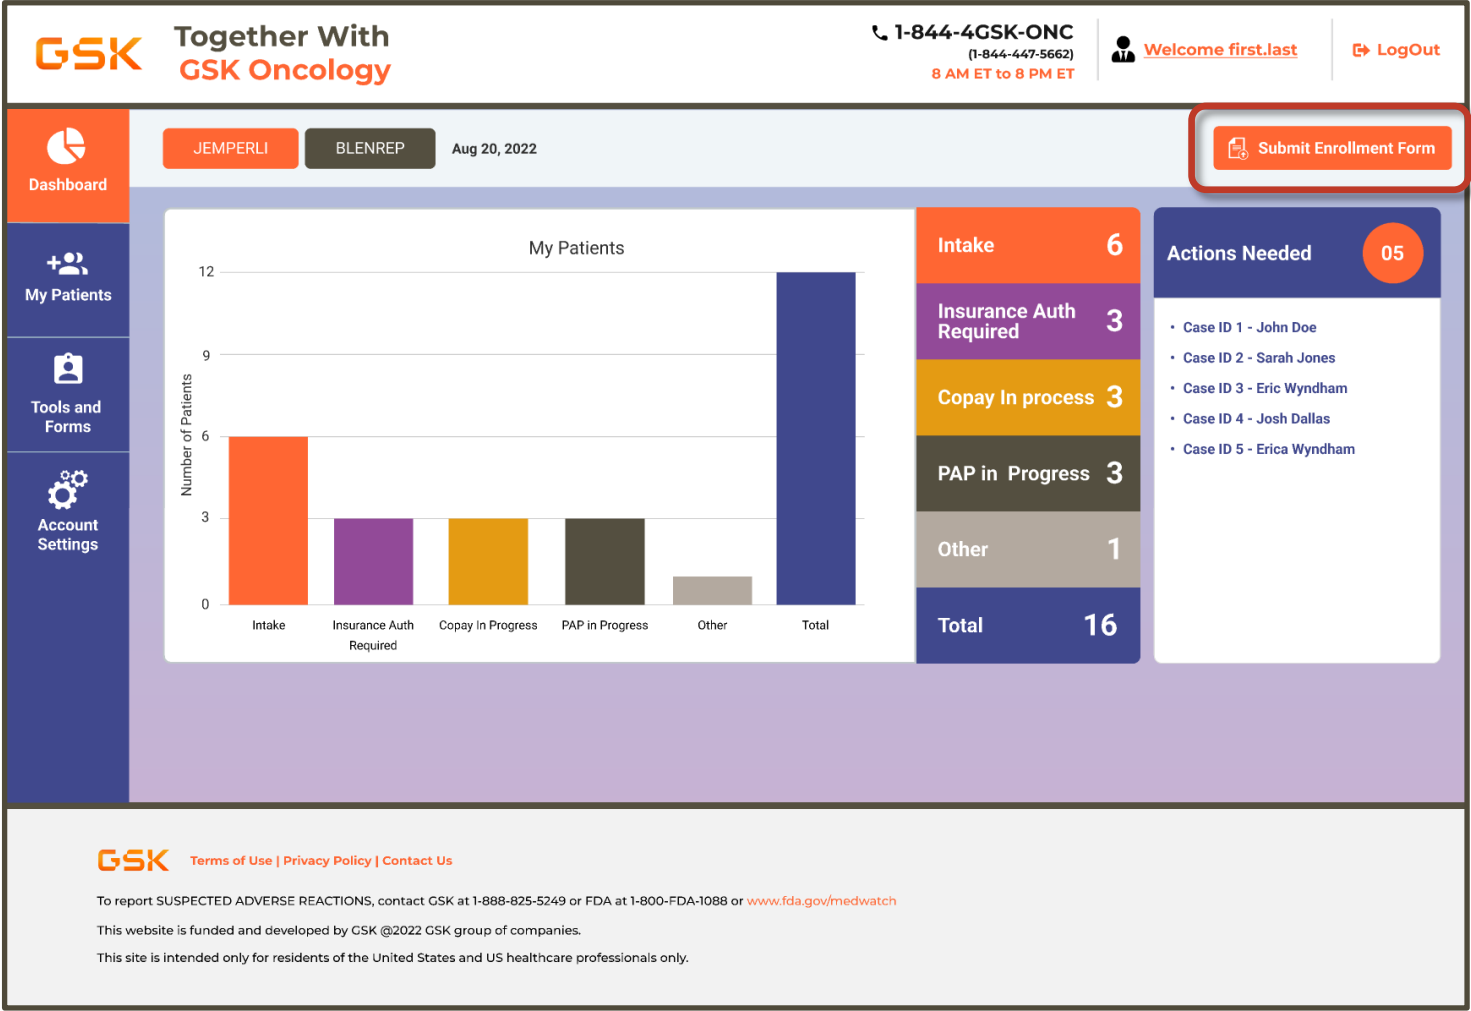 GSK
Together With
GSK Oncology
1-844-4GSK-ONC
(1-844-447-5662)
8 AM ET to 8 PM ET
Welcome first.last
LogOut
Dashboard
My Patients
Tools and
Forms
Account
Settings
JEMPERLI
BLENREP
Aug 20, 2022
Submit Enrollment Form
My Patients
Number of Patients
12
9
6
3
0
Intake
Insurance Auth
Required
Copay In Progress
PAP in Progress
Other
Total
Intake 6
Insurance Auth
Required 3
Copay In process 3
PAP in Progress 3
Other 1
Total 16
Actions Needed 05
• Case ID 1 - John Doe
• Case ID 2 - Sarah Jones
• Case ID 3 - Eric Wyndham
• Case ID 4 - Josh Dallas
• Case ID 5 - Erica Wyndham
GSK Terms of Use | Privacy Policy | Contact Us
To report SUSPECTED ADVERSE REACTIONS, contact GSK at 1-888-825-5249 or FDA at 1-800-FDA-1088 or www.fda.gov/medwatch
This website is funded and developed by GSK @2022 GSK group of companies.
This site is intended only for residents of the United States and US healthcare professionals only.